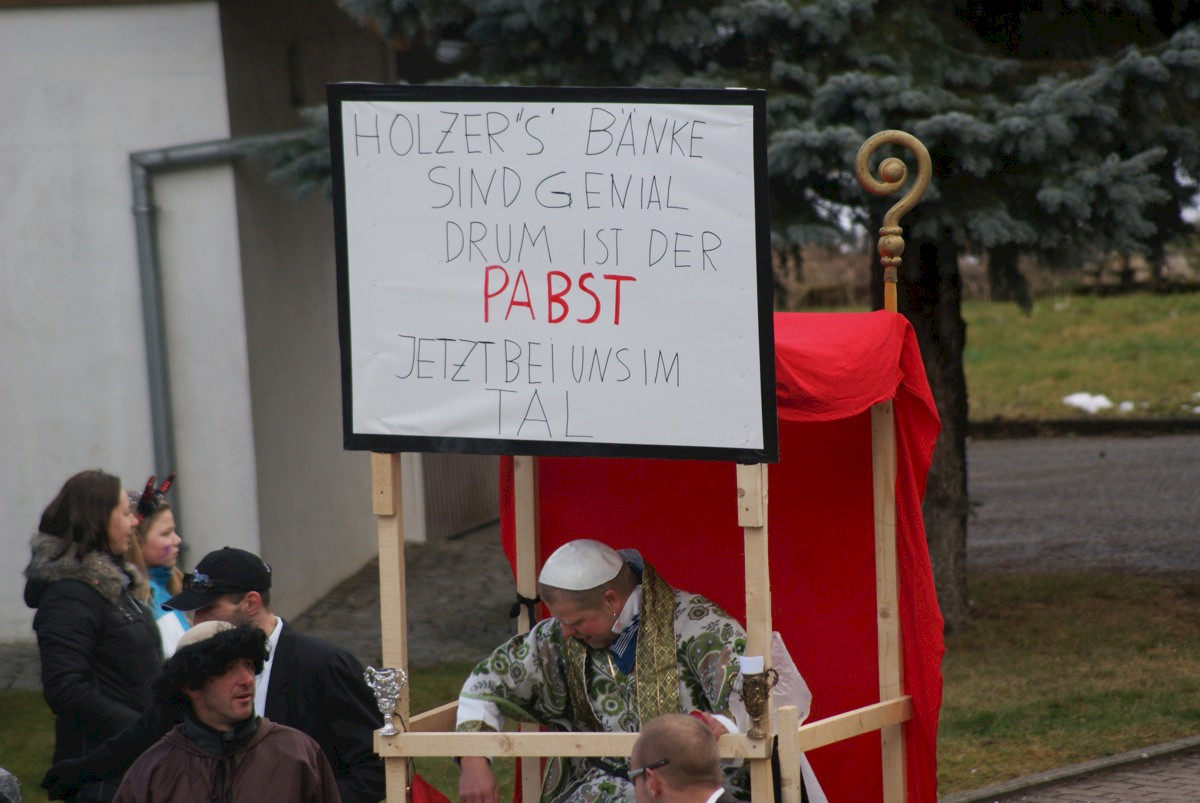 HOLZER"S' BÄNKE
SIND GENIAL
DRUM IST DER
PABST
JETZT BEI UNS IM
TAL